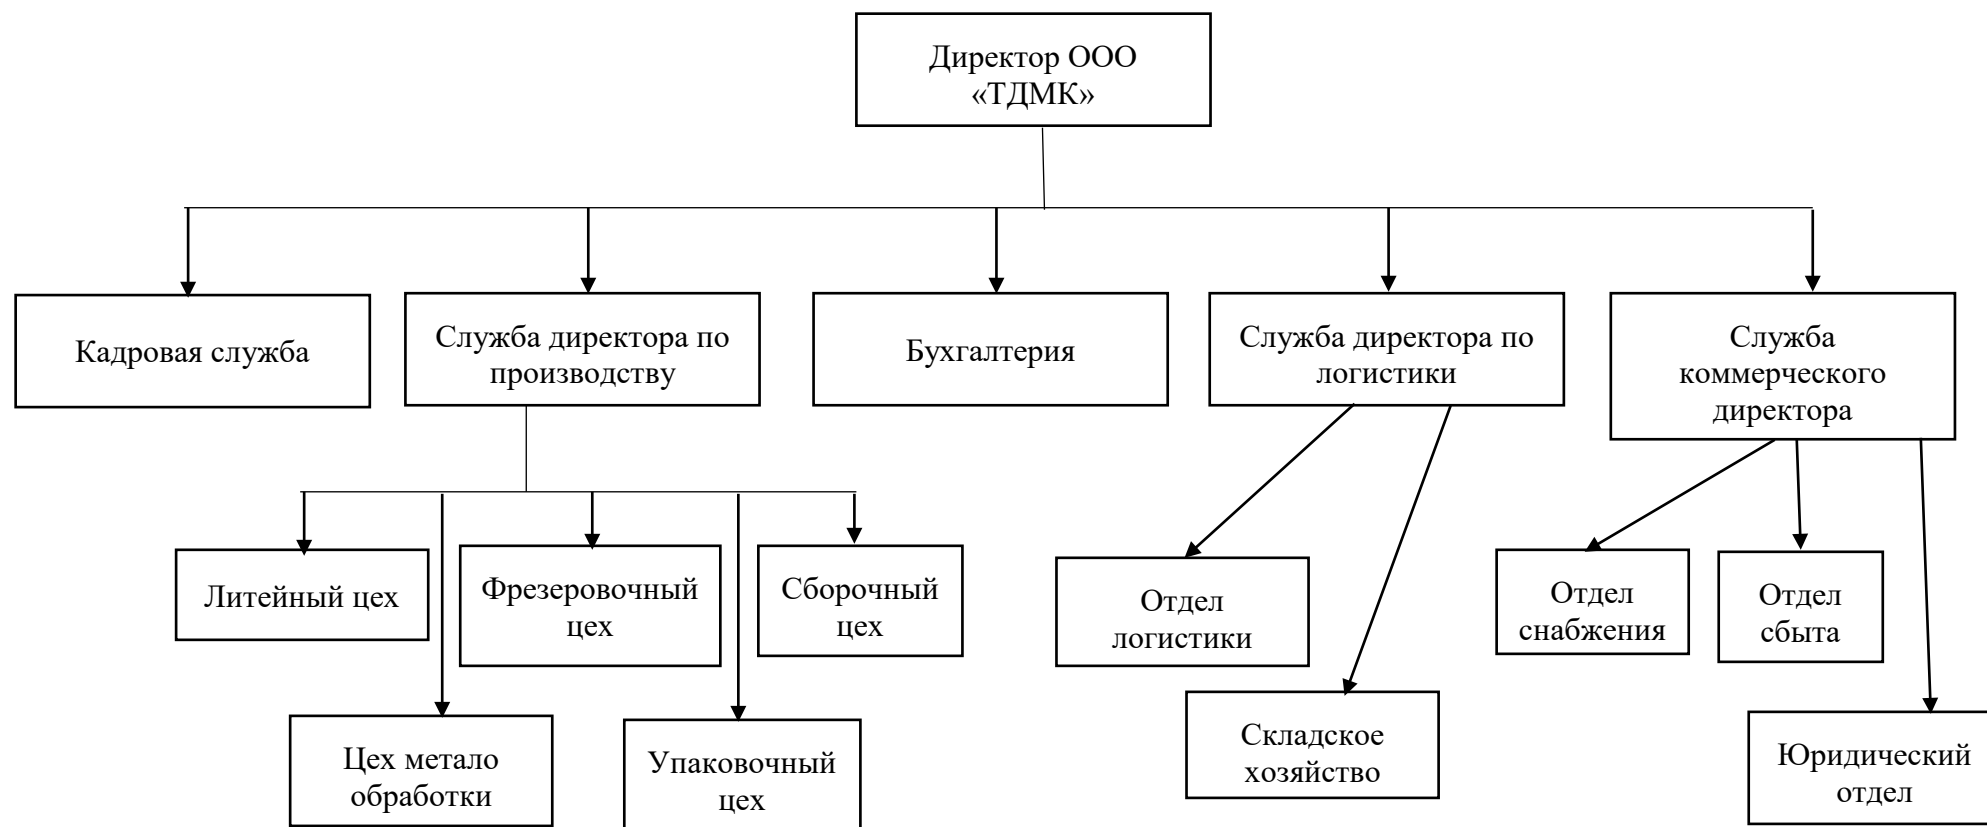 Директор ООО
«ТДМК»
Кадровая служба
Служба директора по
производству
Бухгалтерия
Служба директора по
логистики
Служба
коммерческого
директора
Литейный цех
Фрезеровочный
цех
Сборочный
цех
Отдел
логистики
Отдел
снабжения
Отдел
сбыта
Цех метало
обработки
Упаковочный
цех
Складское
хозяйство
Юридический
отдел